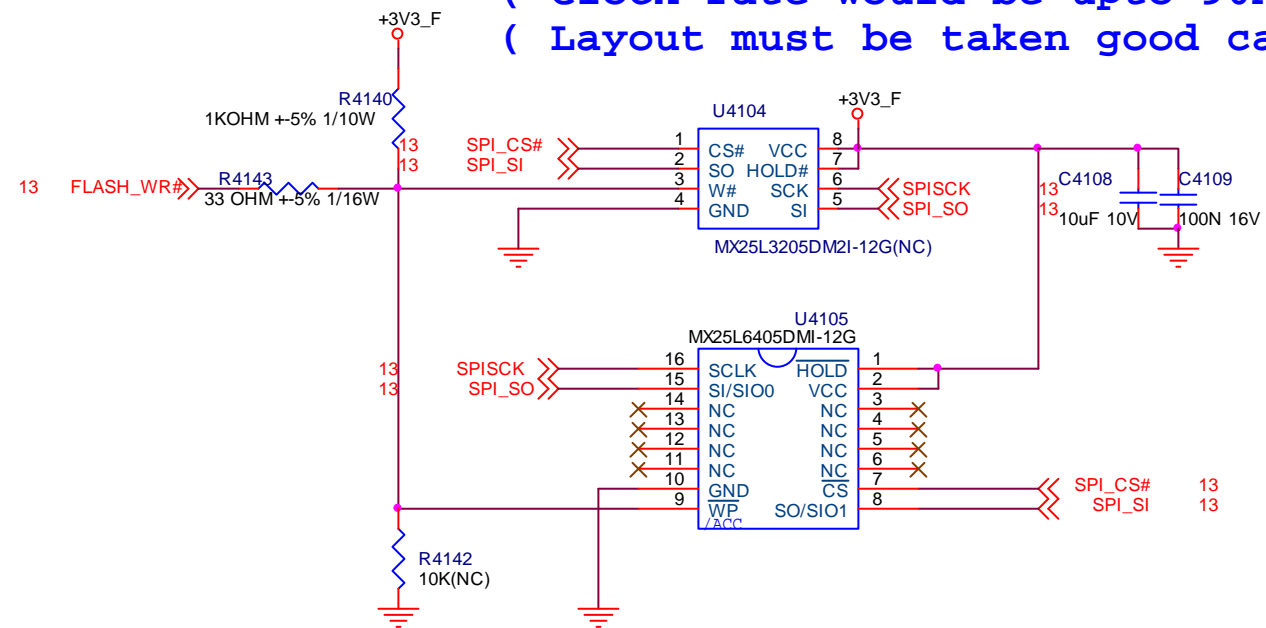 ( Clock rate would be upto
( Layout must be taken good
+3V3_F
R4140
1KOHM +-5% 1/10W
13 FLASH_WR#
R4143
33 OHM +-5% 1/16W
13 SPI_CS#
13 SPI_SI
U4104
1 CS# VCC 8
2 SO HOLD# 7
3 W# SCK 6
4 GND SI 5
MX25L3205DM2I-12G(NC)
+3V3_F
SPISCK 13
SPI_SO 13
C4108
10uF 10V
C4109
100N 16V
U4105
MX25L6405DMI-12G
13 SPISCK
13 SPI_SO
16 SCLK HOLD 1
15 SI/SIO0 VCC 2
14 NC NC 3
13 NC NC 4
12 NC NC 5
11 NC NC 6
10 GND CS 7
9 WP SO/SIO1 8
/ACC
SPI_CS# 13
SPI_SI 13
R4142
10K(NC)